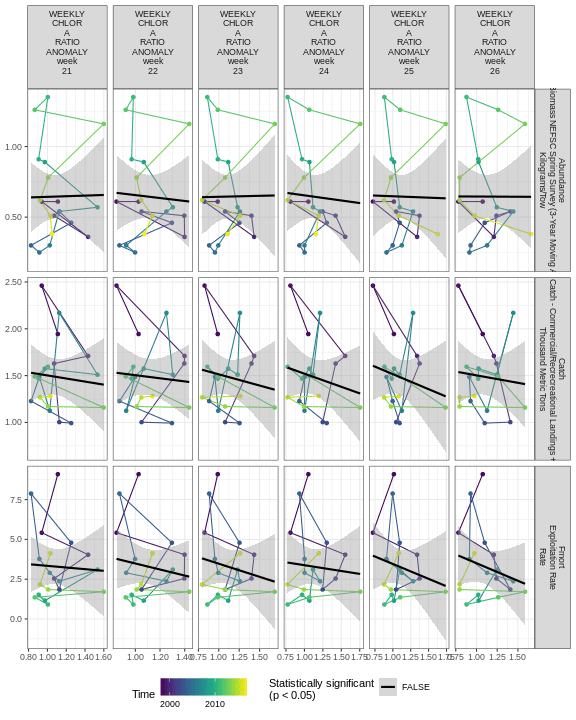 WEEKLY WEEKLY WEEKLY WEEKLY WEEKLY WEEKLY
CHLOR CHLOR CHLOR CHLOR CHLOR CHLOR
A A A A A A
RATIO RATIO RATIO RATIO RATIO RATIO
ANOMALY ANOMALY ANOMALY ANOMALY ANOMALY ANOMALY
week week week week week week
21 22 23 24 25 26
1.00
0.50
Abundance
Biomass NEFSC Spring Survey (3-Year Moving
Kilograms/Tow
2.50
2.00
1.50
1.00
Catch
Catch - Commercial/Recreational Landings +
Thousand Metric Tons
7.5
5.0
2.5
0.0
Fmort
Exploitation Rate
Rate
0.80 1.00 1.20 1.40 1.60
1.00 1.20 1.40
0.75 1.00 1.25 1.50
0.75 1.00 1.25 1.50 1.75
0.75 1.00 1.25 1.50 1.75
0.75 1.00 1.25 1.50
Time
2000 2010
Statistically significant
(p < 0.05)
FALSE